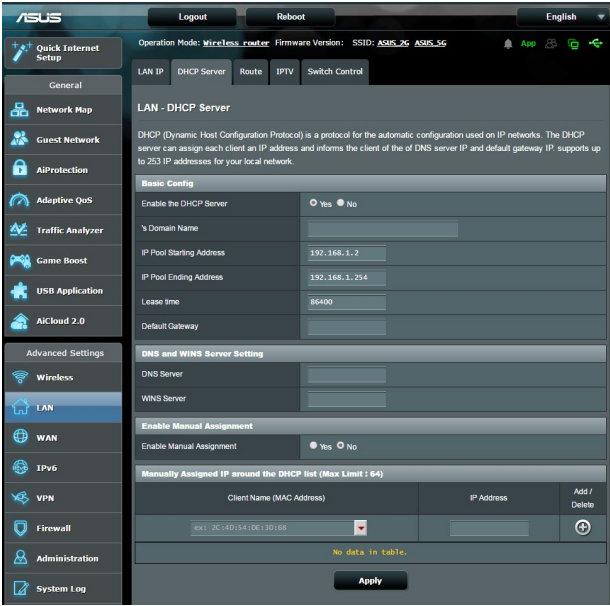 ASUS
Logout
Reboot
English
Quick Internet Setup
Operation Mode: Wireless router Firmware Version: SSID: ASUS_2G ASUS_5G
App
LAN IP DHCP Server Route IPTV Switch Control
General
Network Map
Guest Network
AiProtection
Adaptive QoS
Traffic Analyzer
Game Boost
USB Application
AiCloud 2.0
Advanced Settings
Wireless
LAN
WAN
IPv6
VPN
Firewall
Administration
System Log
LAN - DHCP Server
DHCP (Dynamic Host Configuration Protocol) is a protocol for the automatic configuration used on IP networks. The DHCP
server can assign each client an IP address and informs the client of the of DNS server IP and default gateway IP. supports up
to 253 IP addresses for your local network.
Basic Config
Enable the DHCP Server Yes No
's Domain Name
IP Pool Starting Address 192.168.1.2
IP Pool Ending Address 192.168.1.254
Lease time 86400
Default Gateway
DNS and WINS Server Setting
DNS Server
WINS Server
Enable Manual Assignment
Enable Manual Assignment Yes No
Manually Assigned IP around the DHCP list (Max Limit : 64)
Client Name (MAC Address) IP Address Add / Delete
ex: 2C:4D:54:DE:3D:68
No data in table.
Apply